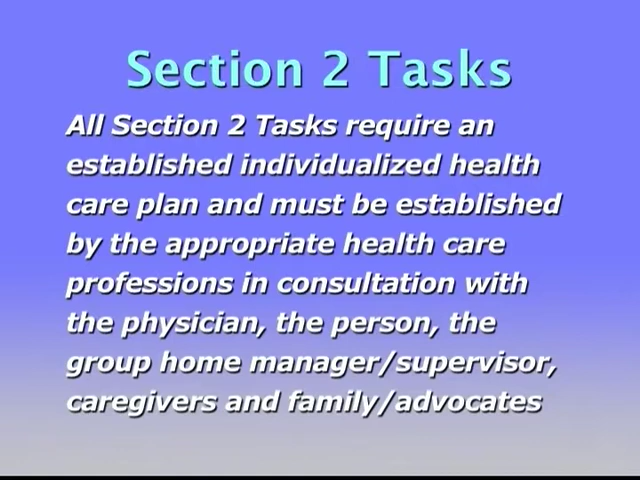 Section 2 Tasks
All Section 2 Tasks require an
established individualized health
care plan and must be established
by the appropriate health care
professions in consultation with
the physician, the person, the
group home manager/supervisor,
caregivers and family/advocates